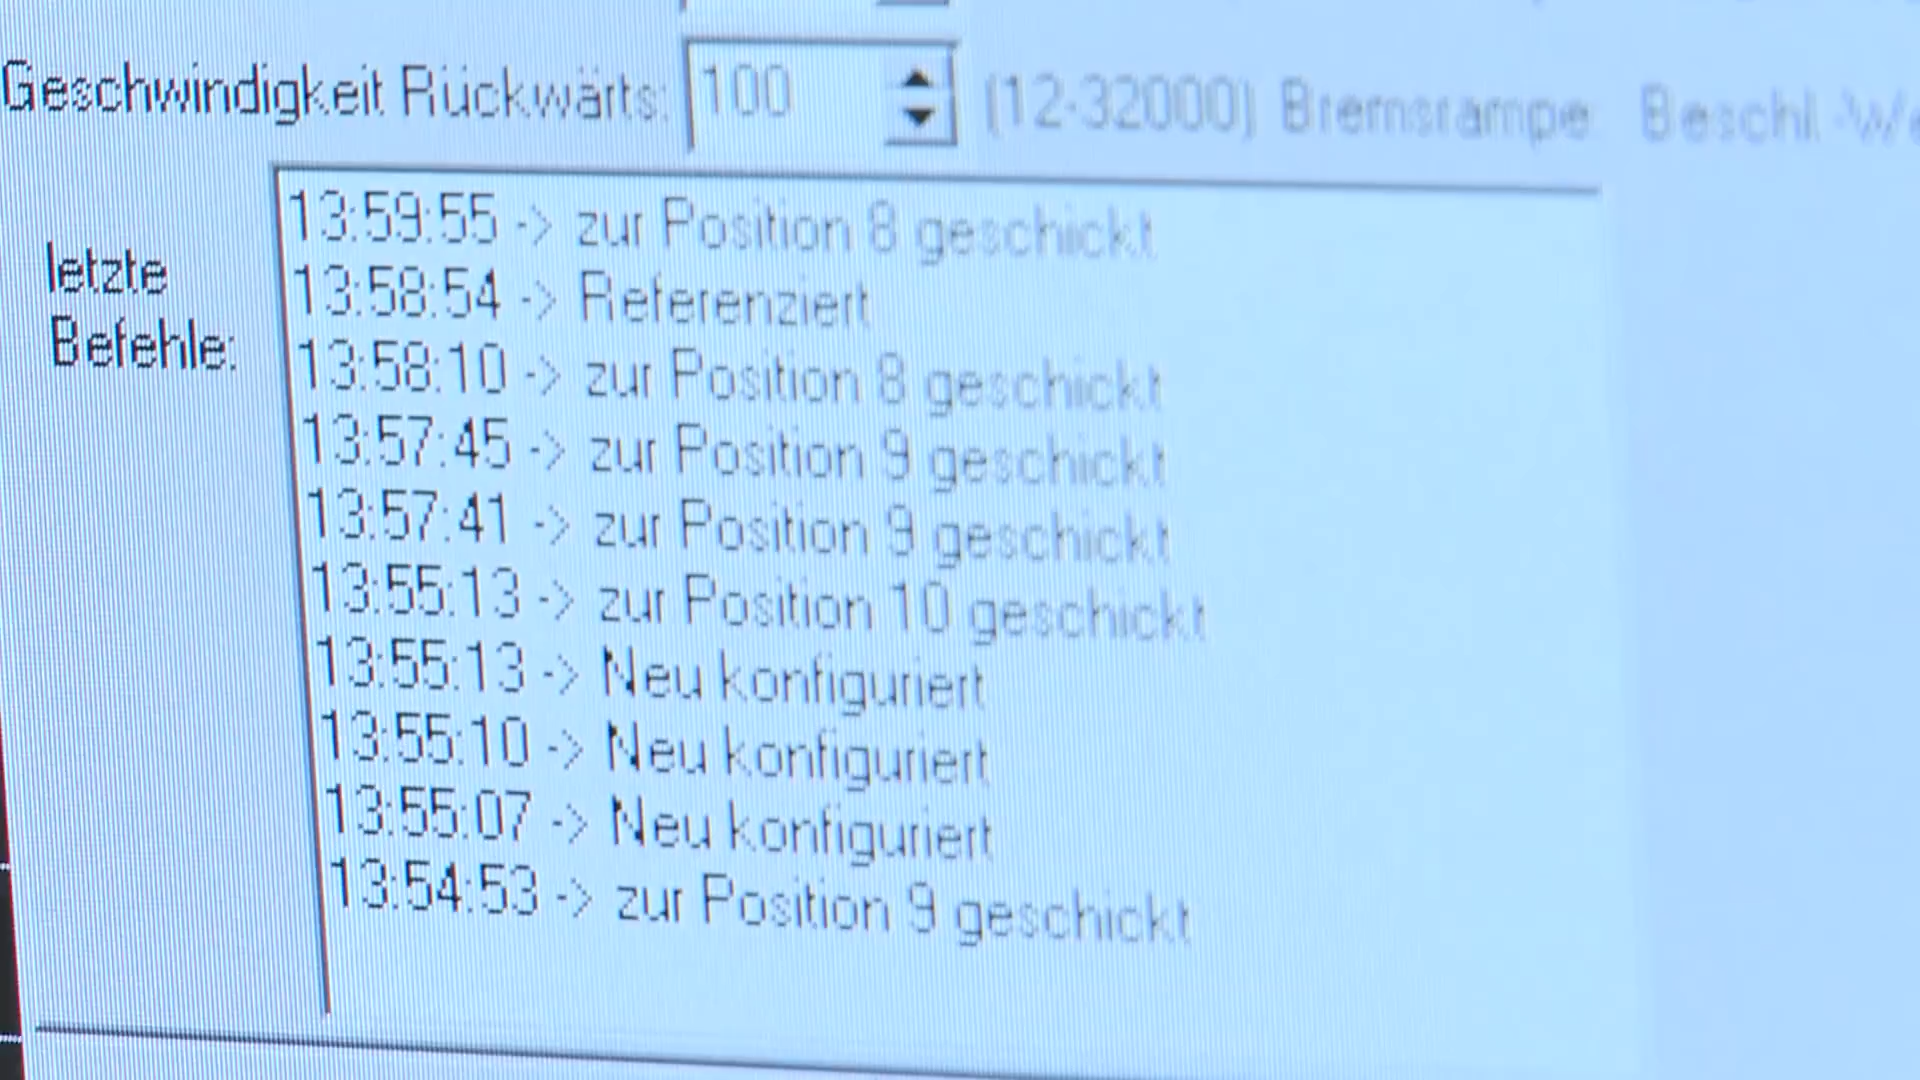 Geschwindigkeit Rückwärts: 100 (12-32000) Bremsrampe: Beschl.-We
letzte
Befehle:
13:59:55 -> zur Position 8 geschickt
13:58:54 -> Referenziert
13:58:10 -> zur Position 8 geschickt
13:57:45 -> zur Position 9 geschickt
13:57:41 -> zur Position 9 geschickt
13:55:13 -> zur Position 10 geschickt
13:55:13 -> Neu konfiguriert
13:55:10 -> Neu konfiguriert
13:55:07 -> Neu konfiguriert
13:54:53 -> zur Position 9 geschickt